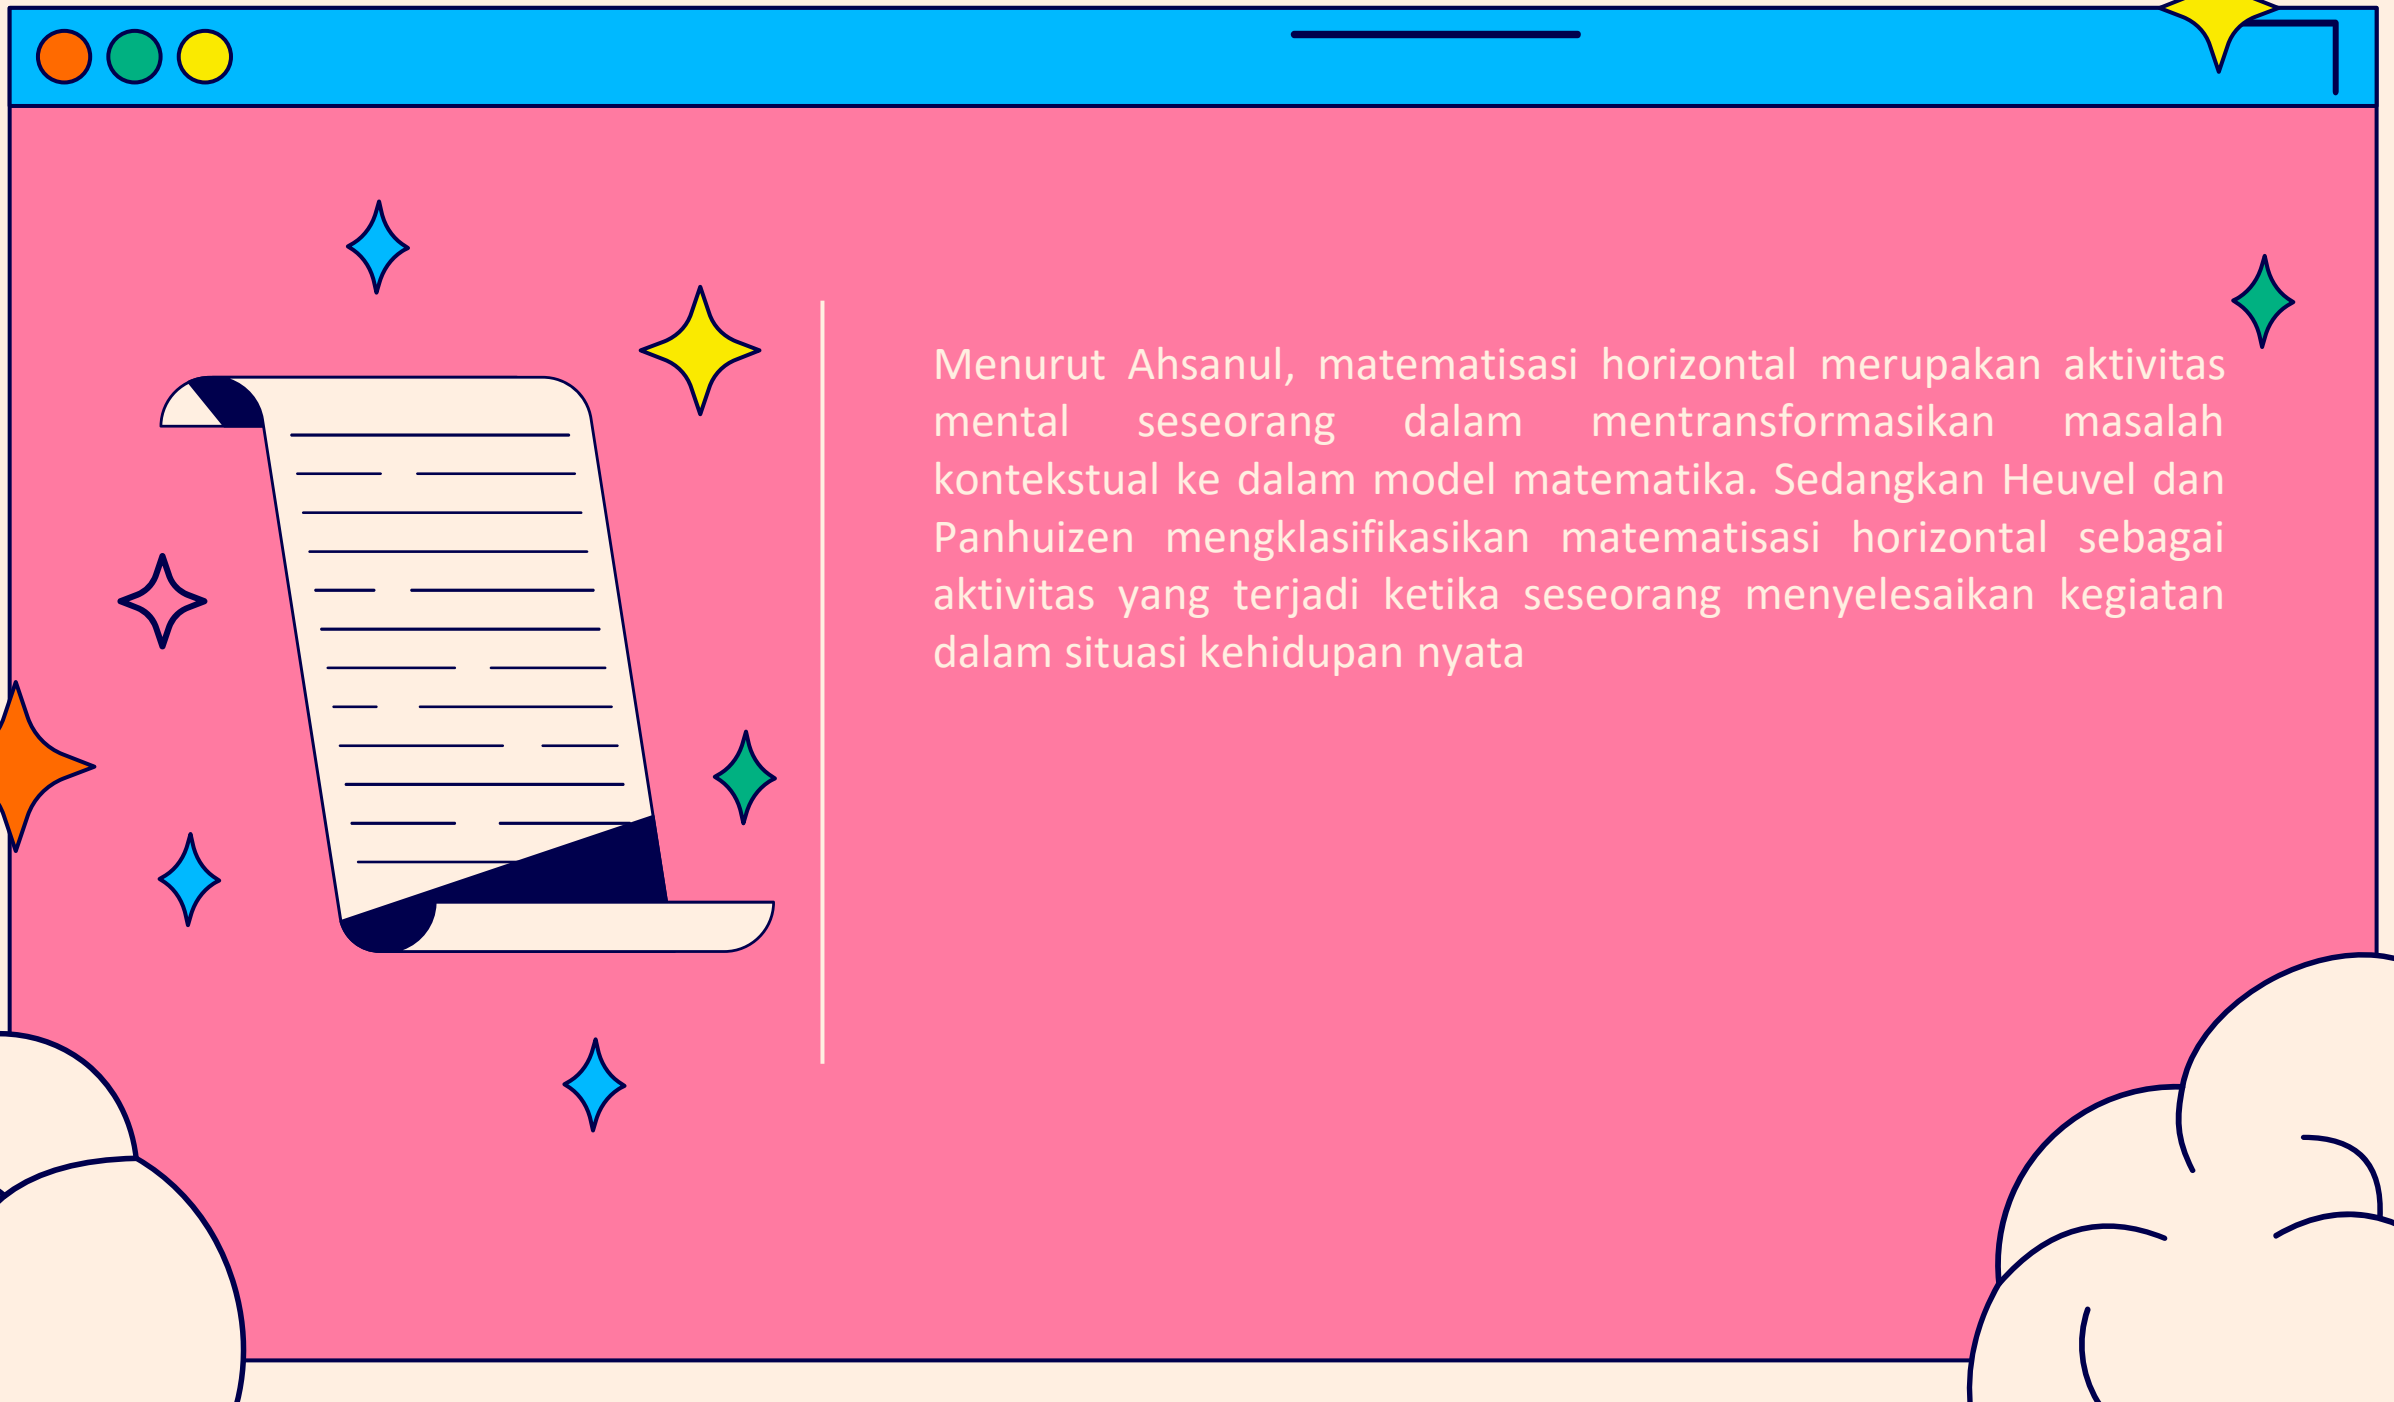 Menurut Ahsanul, matematisasi horizontal merupakan aktivitas
mental seseorang dalam mentransformasikan masalah
kontekstual ke dalam model matematika. Sedangkan Heuvel dan
Panhuizen mengklasifikasikan matematisasi horizontal sebagai
aktivitas yang terjadi ketika seseorang menyelesaikan kegiatan
dalam situasi kehidupan nyata